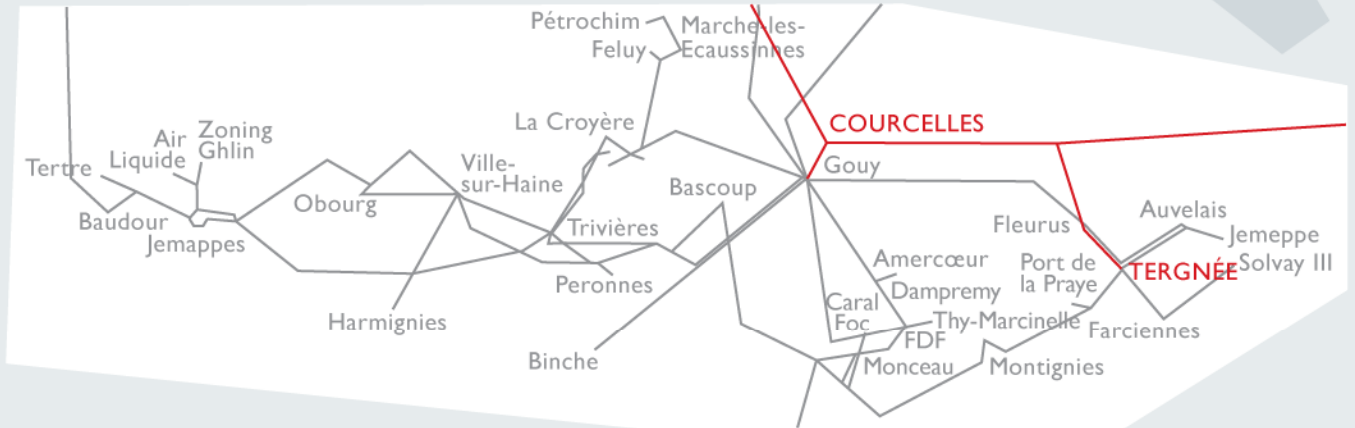 Pétrochim
Marche-les-
Ecaussinnes
Feluy
La Croyère
COURCELLES
Air
Liquide
Zoning
Ghlin
Tertre
Ville-
sur-Haine
Gouy
Bascoup
Obourg
Baudour
Jemappes
Trivières
Fleurus
Auvelais
Jemeppe
Peronnes
Amercœur
Port de
la Praye
TERGNÉE
Solvay III
Dampremy
Harmignies
Caral
Foc
Thy-Marcinelle
Farciennes
FDF
Binche
Monceau
Montignies